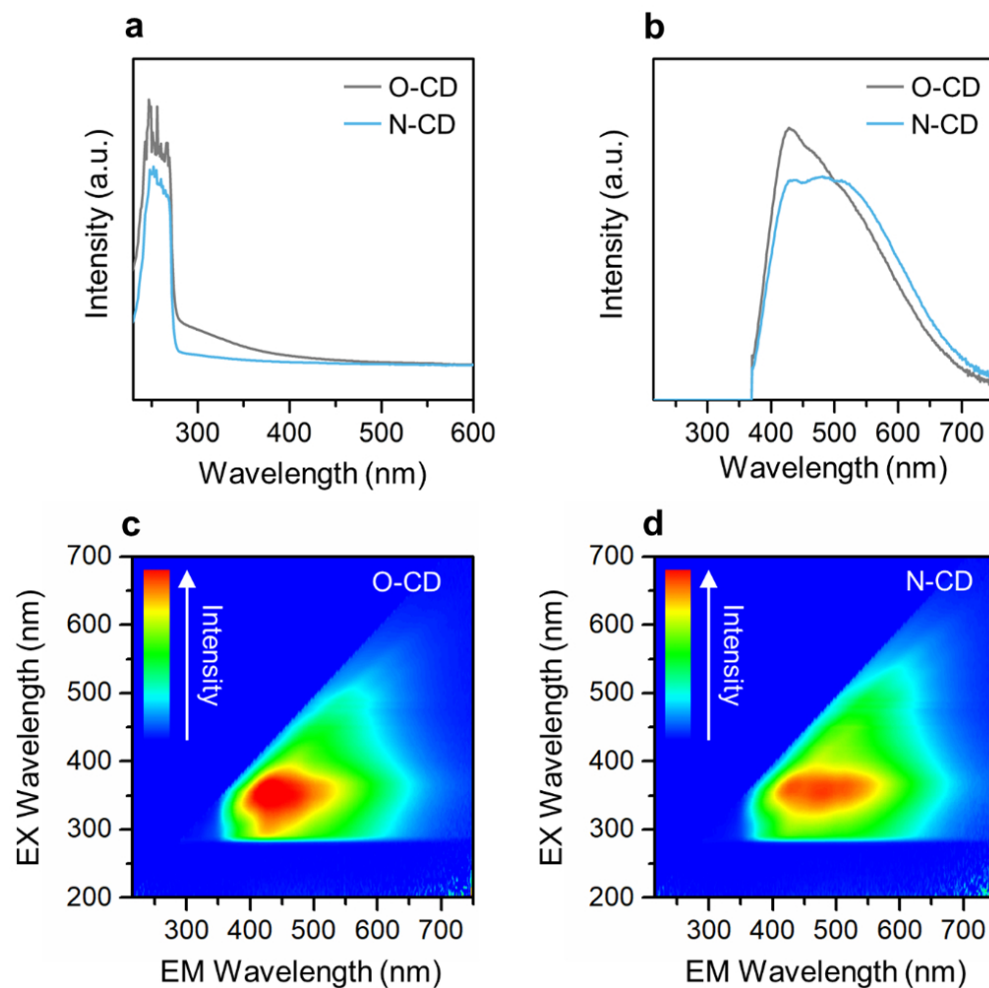 a
O-CD
N-CD
Intensity (a.u.)
300 400 500 600
Wavelength (nm)
b
O-CD
N-CD
Intensity (a.u.)
300 400 500 600 700
Wavelength (nm)
c
700
600
500
400
300
200
EX Wavelength (nm)
Intensity
O-CD
300 400 500 600 700
EM Wavelength (nm)
d
700
600
500
400
300
200
EX Wavelength (nm)
Intensity
N-CD
300 400 500 600 700
EM Wavelength (nm)